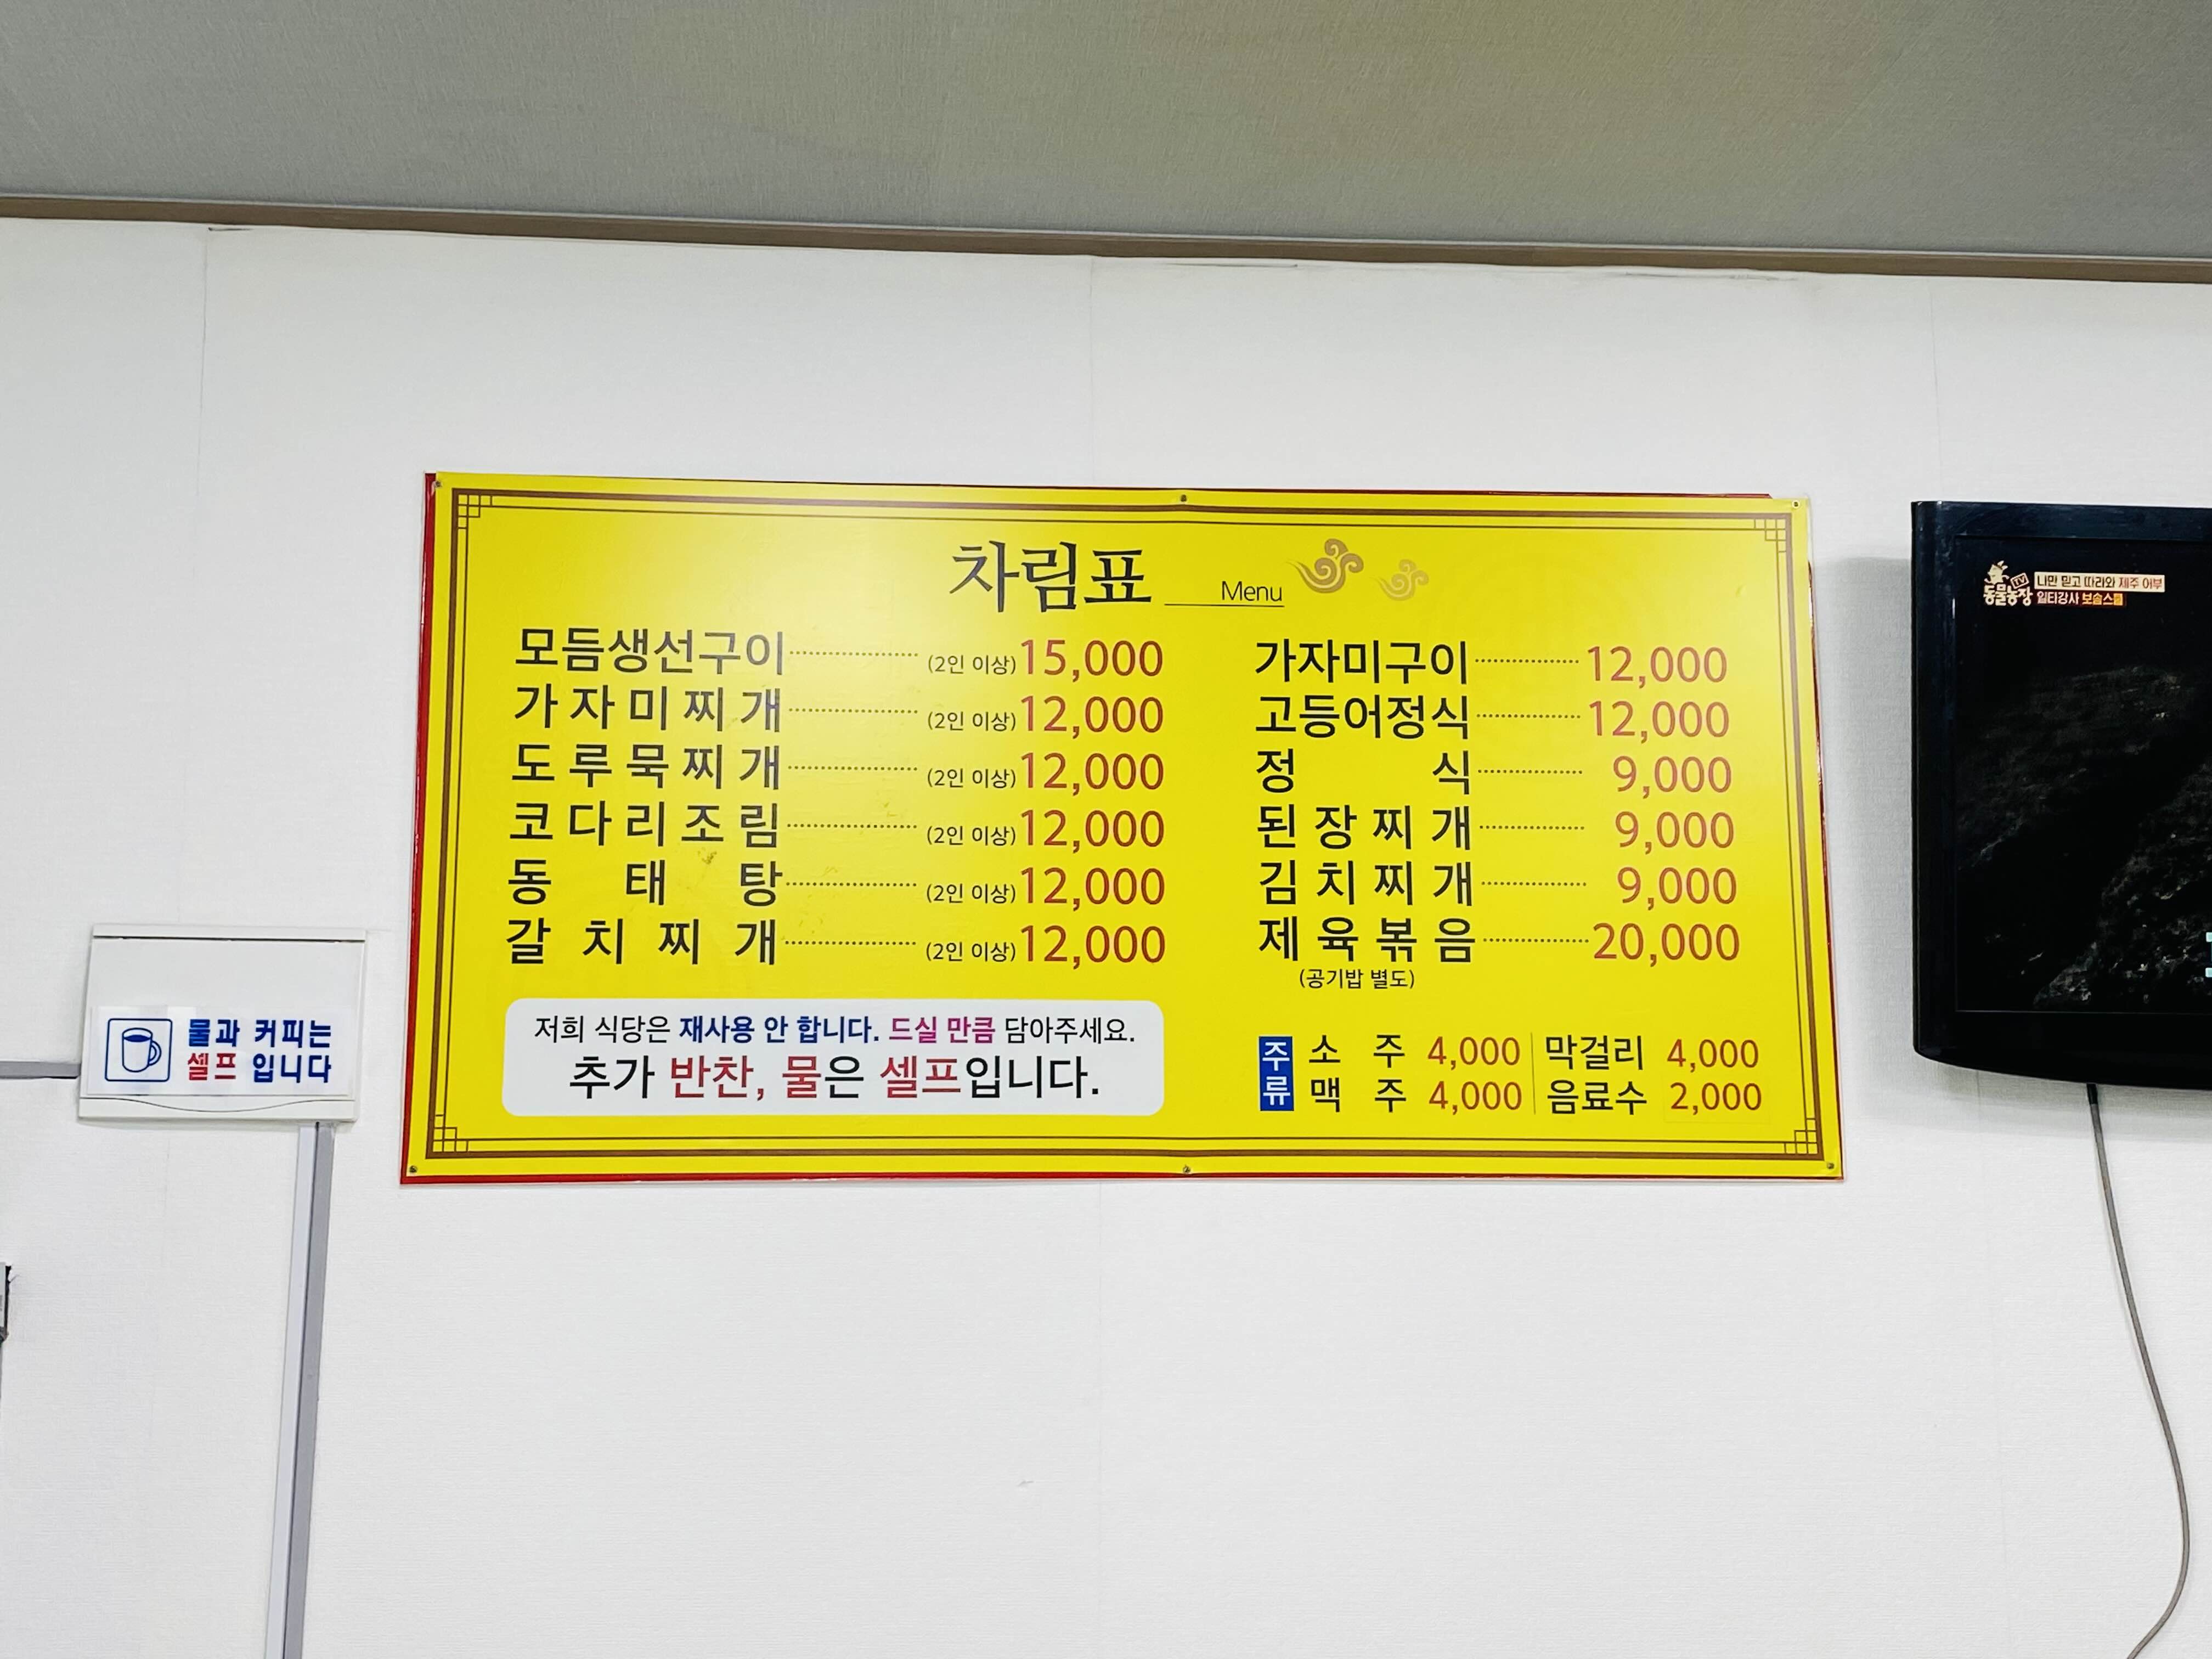 차림표 Menu
모듬생선구이 (2인 이상) 15,000
가자미찌개 (2인 이상) 12,000
도루묵찌개 (2인 이상) 12,000
코다리조림 (2인 이상) 12,000
동태탕 (2인 이상) 12,000
갈치찌개 (2인 이상) 12,000
저희 식당은 재사용 안 합니다. 드실 만큼 담아주세요.
추가 반찬, 물은 셀프입니다.
가자미구이 12,000
고등어정식 12,000
정식 9,000
된장찌개 9,000
김치찌개 9,000
제육볶음 20,000
(공기밥 별도)
주류
소주 4,000 막걸리 4,000
맥주 4,000 음료수 2,000
물과 커피는
셀프 입니다
TV
동물농장
나만 믿고 따라와 제주 어부
일타강사 보숨스쿨